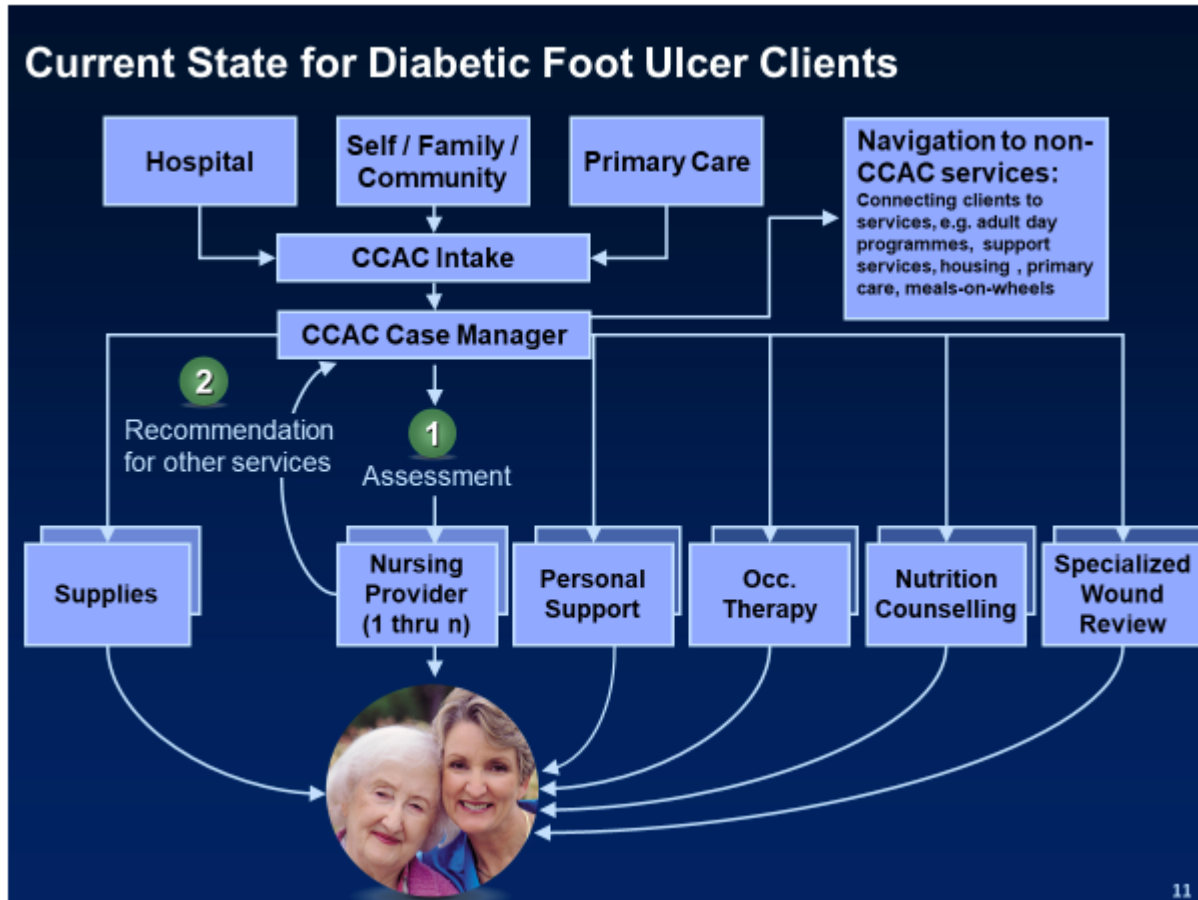 Current State for Diabetic Foot Ulcer Clients
Hospital
Self / Family /
Community
Primary Care
Navigation to non-
CCAC services:
Connecting clients to
services, e.g. adult day
programmes, support
services, housing , primary
care, meals-on-wheels
CCAC Intake
CCAC Case Manager
2
Recommendation
for other services
1
Assessment
Supplies
Nursing
Provider
(1 thru n)
Personal
Support
Occ.
Therapy
Nutrition
Counselling
Specialized
Wound
Review
11